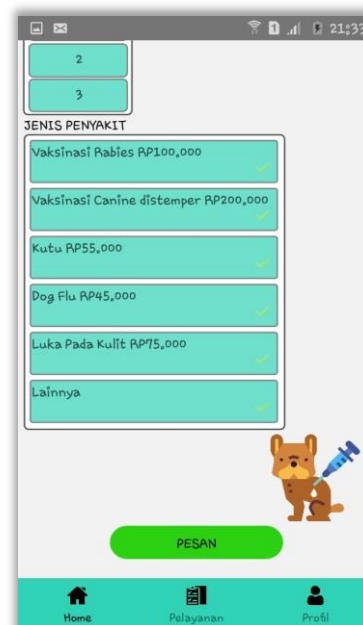 21:33
2
3
JENIS PENYAKIT
Vaksinasi Rabies RP100,000
Vaksinasi Canine distemper RP200,000
Kutu RP55,000
Dog Flu RP45,000
Luka Pada Kulit RP75,000
Lainnya
PESAN
Home Pelayanan Profil